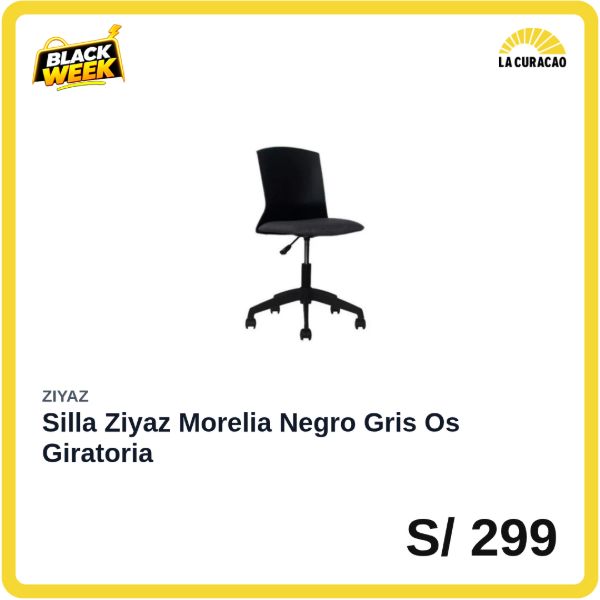 BLACK
WEEK
LA CURACAO
ZIYAZ
Silla Ziyaz Morelia Negro Gris Os
Giratoria
S/ 299